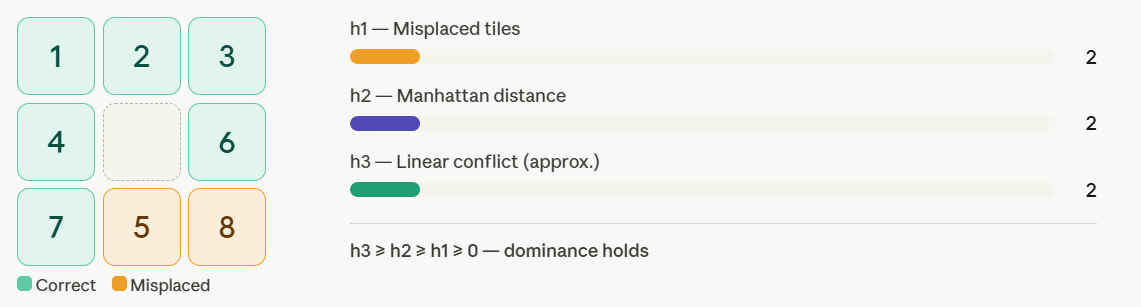 1 2 3
4 6
7 5 8
Correct Misplaced
h1 — Misplaced tiles
2
h2 — Manhattan distance
2
h3 — Linear conflict (approx.)
2
h3 ≥ h2 ≥ h1 ≥ 0 — dominance holds